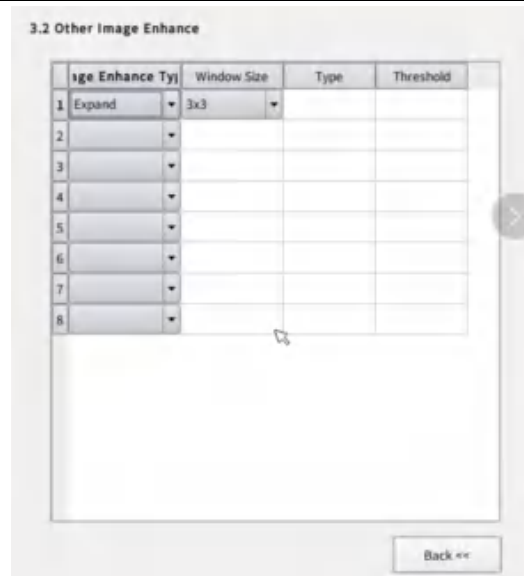 3.2 Other Image Enhance
age Enhance Typ Window Size Type Threshold
1 Expand 3x3
2
3
4
5
6
7
8
Back <<